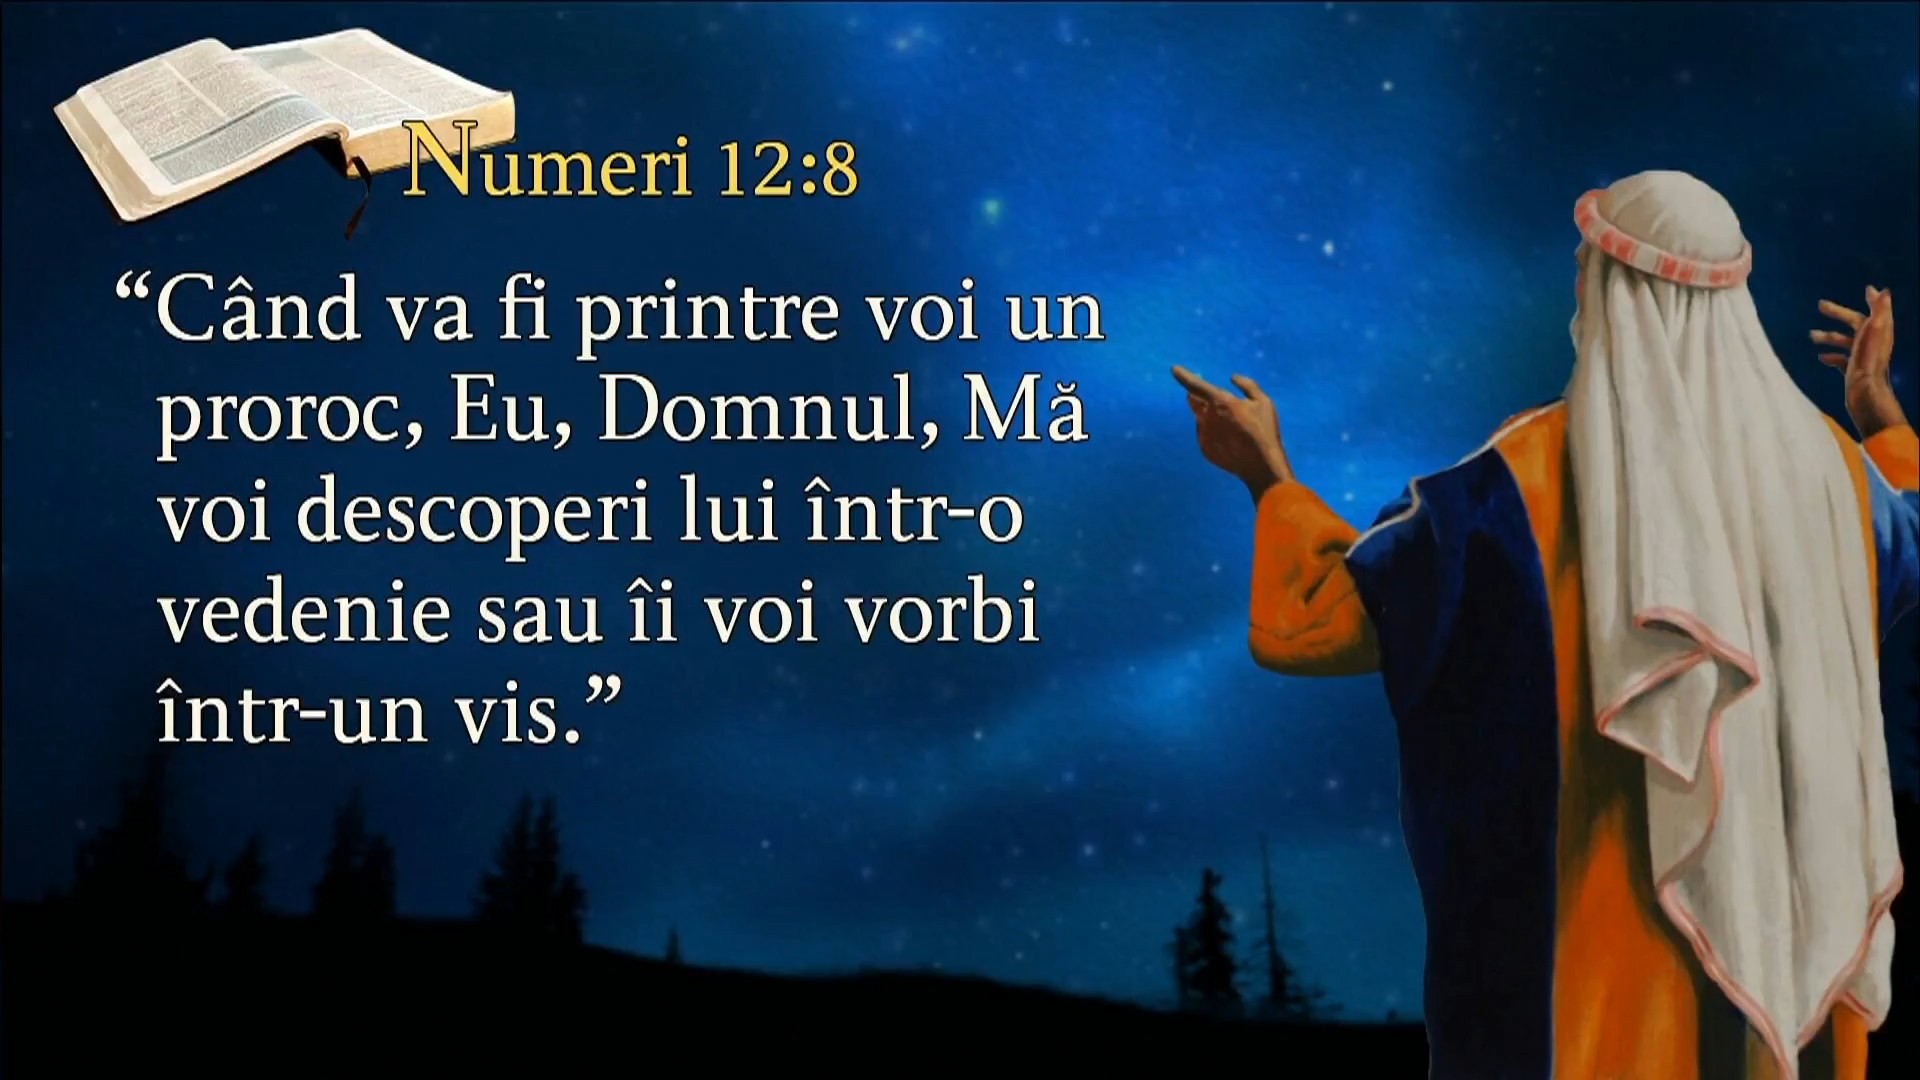 Numeri 12:8
“Când va fi printre voi un
proroc, Eu, Domnul, Mă
voi descoperi lui într-o
vedenie sau îi voi vorbi
într-un vis.”